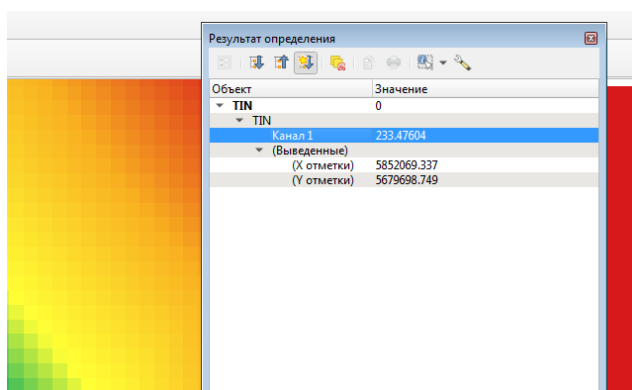 Результат определения
Объект Значение
TIN 0
TIN
Канал 1 233.47604
(Выведенные)
(X отметки) 5852069.337
(Y отметки) 5679698.749